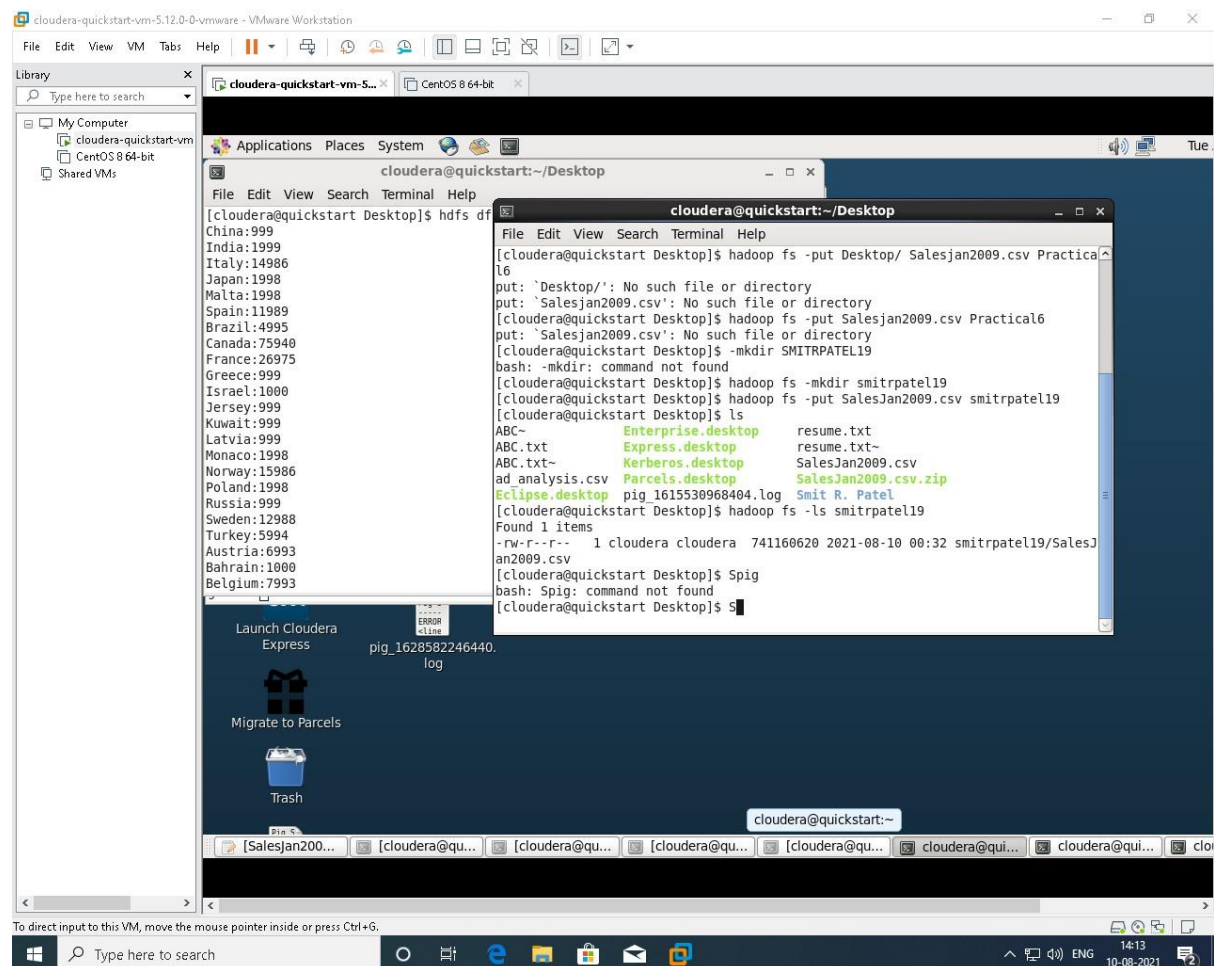 cloudera-quickstart-vm-5.12.0-0-vmware - VMware Workstation
File Edit View VM Tabs Help
Library
Type here to search
My Computer
cloudera-quickstart-vm
CentOS 8 64-bit
Shared VMs
cloudera-quickstart-vm-5...
CentOS 8 64-bit
Applications Places System
Tue
cloudera@quickstart:~/Desktop
File Edit View Search Terminal Help
[cloudera@quickstart Desktop]$ hdfs df
China:999
India:1999
Italy:14986
Japan:1998
Malta:1998
Spain:11989
Brazil:4995
Canada:75940
France:26975
Greece:999
Israel:1000
Jersey:999
Kuwait:999
Latvia:999
Monaco:1998
Norway:15986
Poland:1998
Russia:999
Sweden:12988
Turkey:5994
Austria:6993
Bahrain:1000
Belgium:7993
cloudera@quickstart:~/Desktop
File Edit View Search Terminal Help
[cloudera@quickstart Desktop]$ hadoop fs -put Desktop/ Salesjan2009.csv Practica
l6
put: `Desktop/': No such file or directory
put: `Salesjan2009.csv': No such file or directory
[cloudera@quickstart Desktop]$ hadoop fs -put Salesjan2009.csv Practical6
put: `Salesjan2009.csv': No such file or directory
[cloudera@quickstart Desktop]$ -mkdir SMITRPATEL19
bash: -mkdir: command not found
[cloudera@quickstart Desktop]$ hadoop fs -mkdir smitrpatel19
[cloudera@quickstart Desktop]$ hadoop fs -put SalesJan2009.csv smitrpatel19
[cloudera@quickstart Desktop]$ ls
ABC~ Enterprise.desktop resume.txt
ABC.txt Express.desktop resume.txt~
ABC.txt~ Kerberos.desktop SalesJan2009.csv
ad_analysis.csv Parcels.desktop SalesJan2009.csv.zip
Eclipse.desktop pig_1615530968404.log Smit R. Patel
[cloudera@quickstart Desktop]$ hadoop fs -ls smitrpatel19
Found 1 items
-rw-r--r-- 1 cloudera cloudera 741160620 2021-08-10 00:32 smitrpatel19/SalesJ
an2009.csv
[cloudera@quickstart Desktop]$ Spig
bash: Spig: command not found
[cloudera@quickstart Desktop]$ S
Launch Cloudera
Express
ERROR
<line
pig_1628582246440.
log
Migrate to Parcels
Trash
cloudera@quickstart:~
[SalesJan200... [cloudera@qu... [cloudera@qu... [cloudera@qu... [cloudera@qu... cloudera@qui... cloudera@qui... clo
To direct input to this VM, move the mouse pointer inside or press Ctrl+G.
Type here to search
ENG
14:13
10-08-2021
2